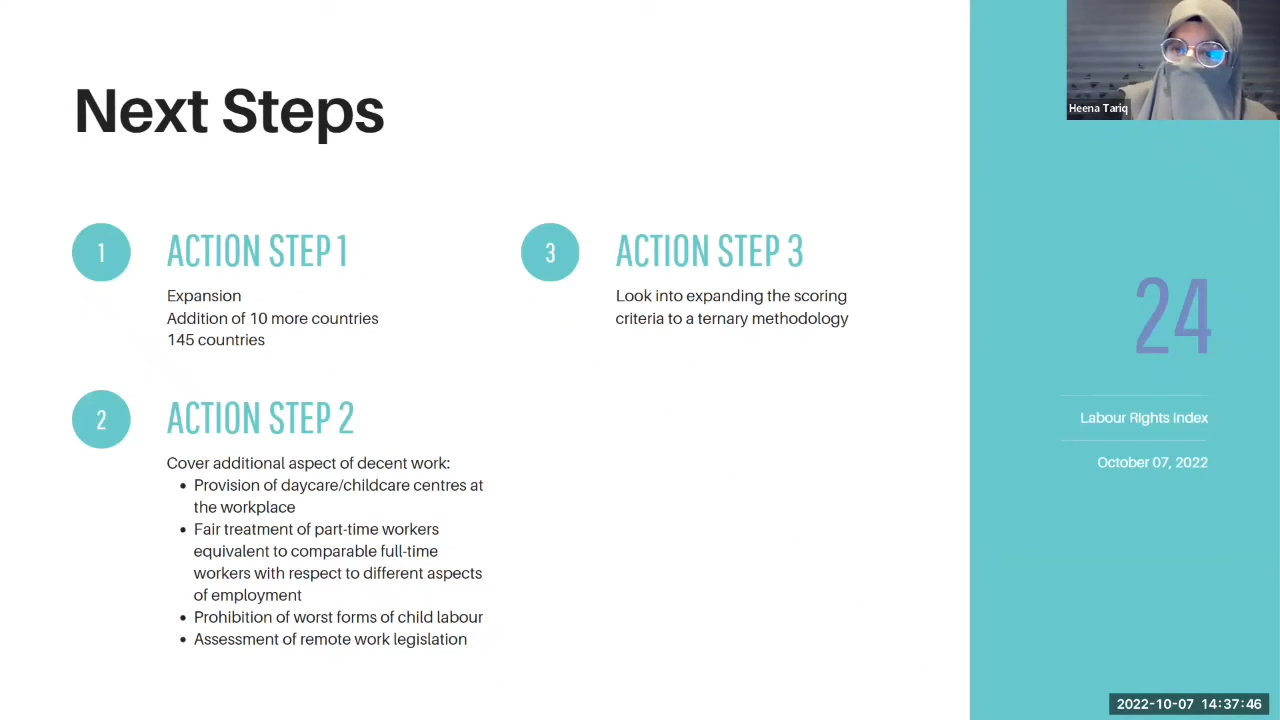 Next Steps
1
ACTION STEP 1
Expansion
Addition of 10 more countries
145 countries
2
ACTION STEP 2
Cover additional aspect of decent work:
• Provision of daycare/childcare centres at
the workplace
• Fair treatment of part-time workers
equivalent to comparable full-time
workers with respect to different aspects
of employment
• Prohibition of worst forms of child labour
• Assessment of remote work legislation
3
ACTION STEP 3
Look into expanding the scoring
criteria to a ternary methodology
Heena Tariq
24
Labour Rights Index
October 07, 2022
2022-10-07 14:37:46